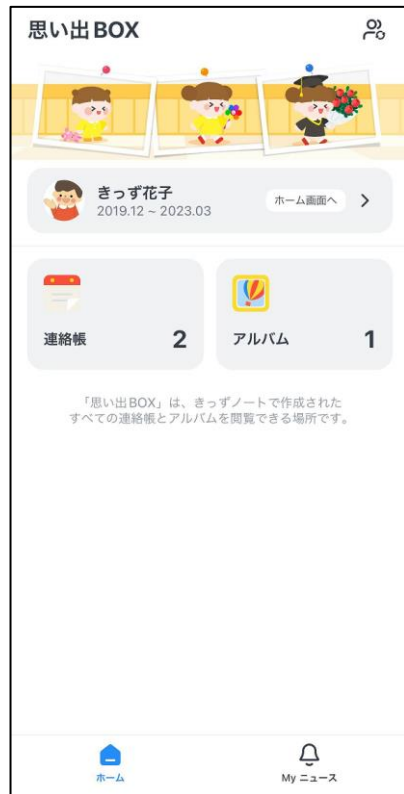 思い出BOX
きっず花子
2019.12 ~ 2023.03
ホーム画面へ
連絡帳 2
アルバム 1
「思い出BOX」は、きっずノートで作成された
すべての連絡帳とアルバムを閲覧できる場所です。
ホーム
My ニュース